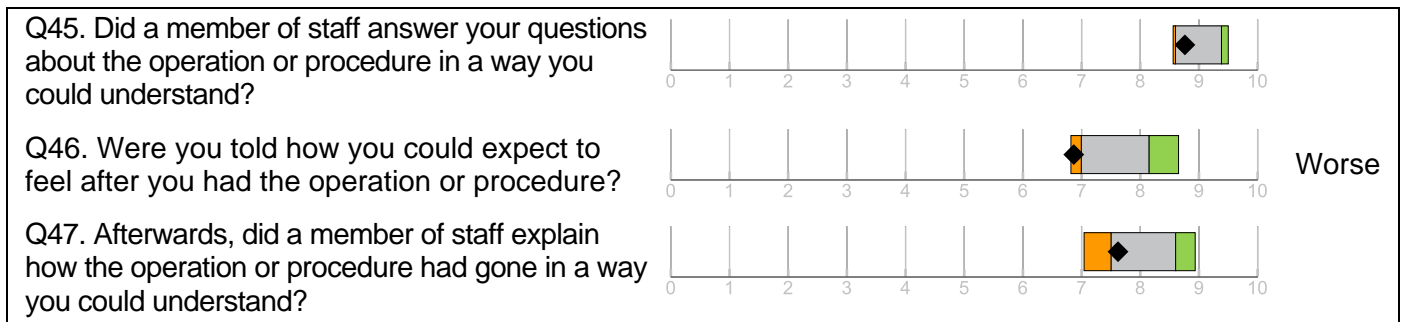 Q45. Did a member of staff answer your questions
about the operation or procedure in a way you
could understand?
0 1 2 3 4 5 6 7 8 9 10
Q46. Were you told how you could expect to
feel after you had the operation or procedure?
Worse
0 1 2 3 4 5 6 7 8 9 10
Q47. Afterwards, did a member of staff explain
how the operation or procedure had gone in a way
you could understand?
0 1 2 3 4 5 6 7 8 9 10